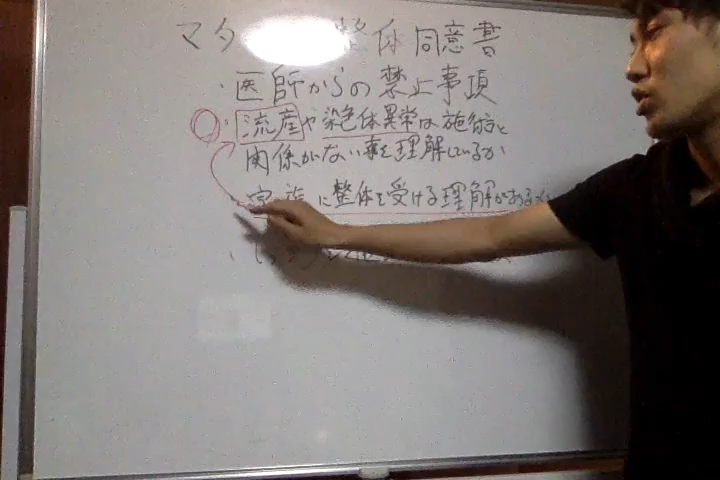 マタ 整体同意書
・医師からの禁止事項
・流産や染色体異常は施術と
関係がない事を理解しているか
・家族に整体を受ける理解があるか